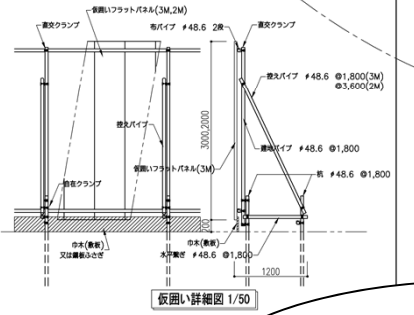 仮囲いフラットパネル(3M,2M)
直交クランプ
布パイプ φ48.6 2段
直交クランプ
控えパイプ φ48.6 @1,800(3M)
@3,600(2M)
控えパイプ
3000,2000
建地パイプ φ48.6 @1,800
仮囲いフラットパネル(3M)
自在クランプ
杭 φ48.6 @1,800
200
巾木(敷板)
又は鋼板ふさぎ
巾木(敷板)
水平繋ぎ φ48.6 @1,800
1200
仮囲い詳細図 1/50